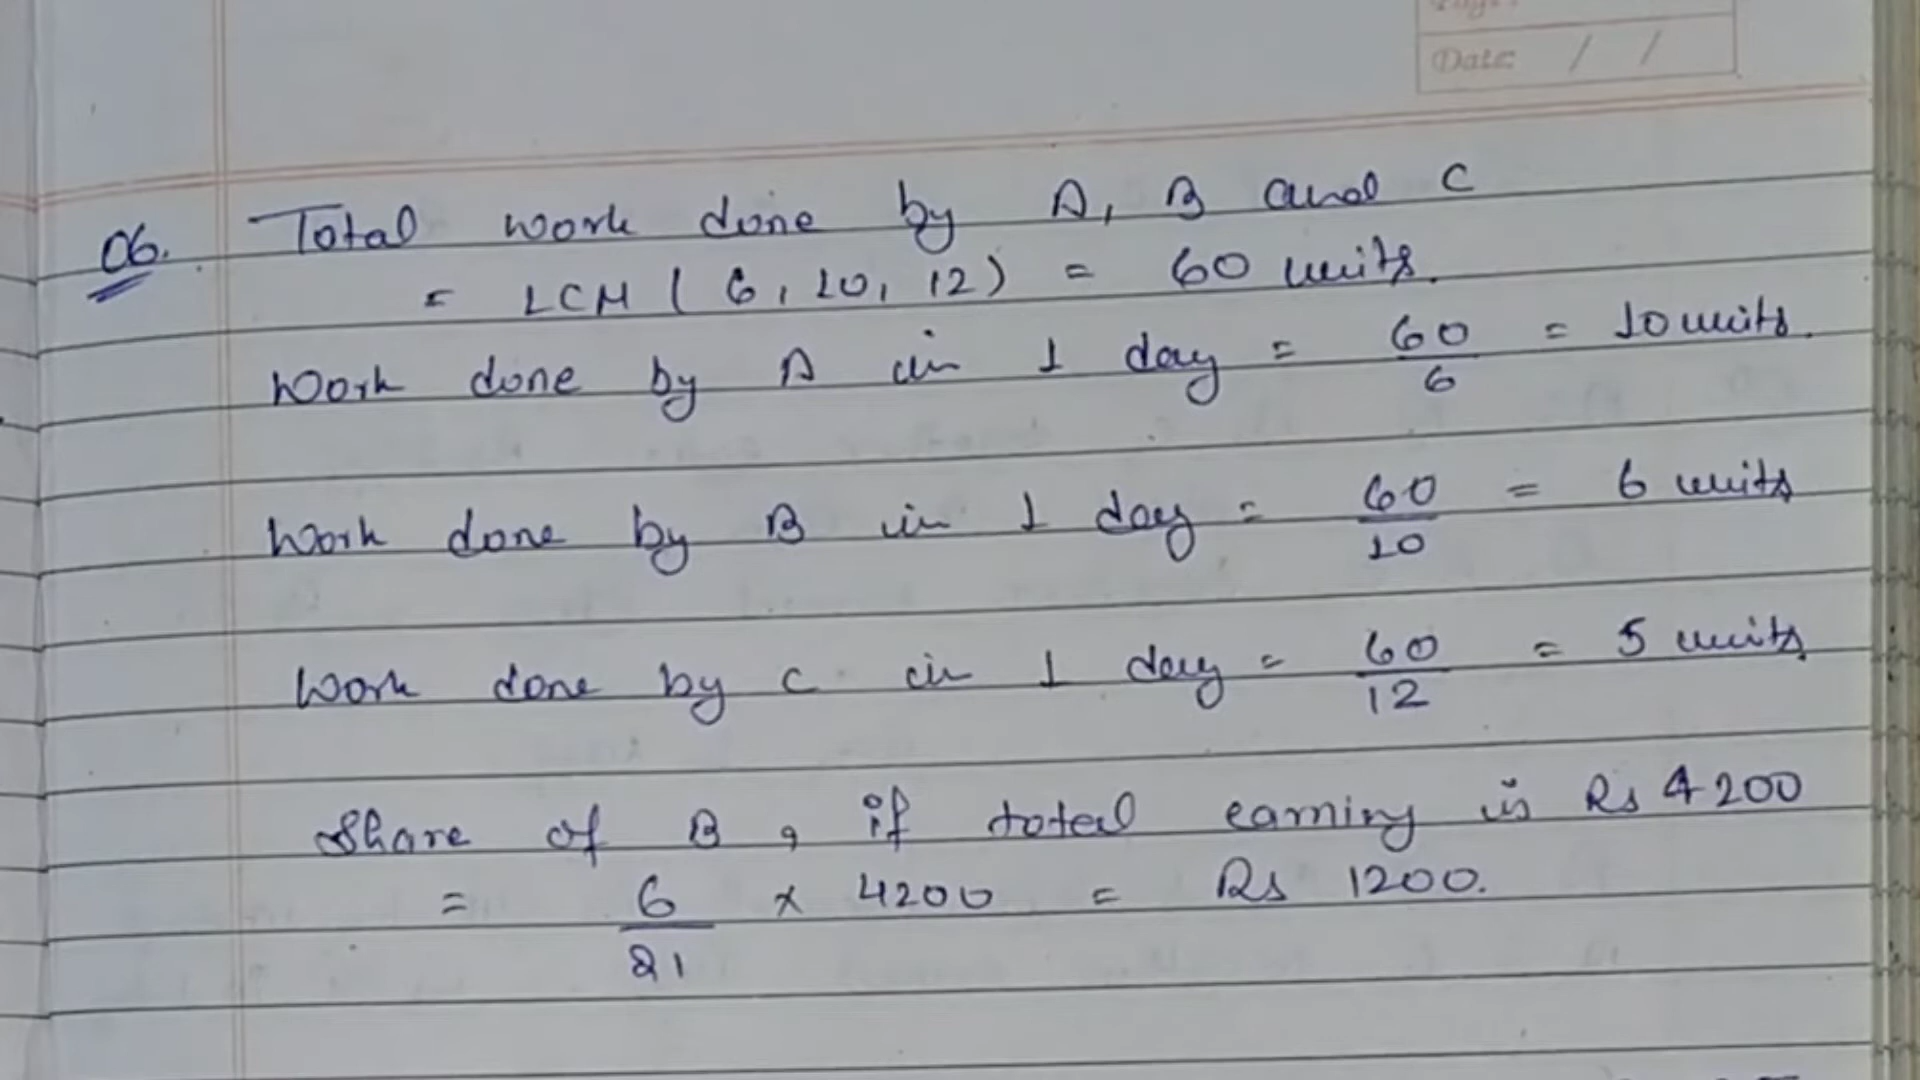 Date: / /
06. Total work done by A, B and C
= LCM ( 6, 10, 12 ) = 60 units.
Work done by A in 1 day = 60/6 = 10 units.
Work done by B in 1 day = 60/10 = 6 units
Work done by C in 1 day = 60/12 = 5 units
Share of B, if total earning is Rs 4200
= 6/21 x 4200 = Rs 1200.